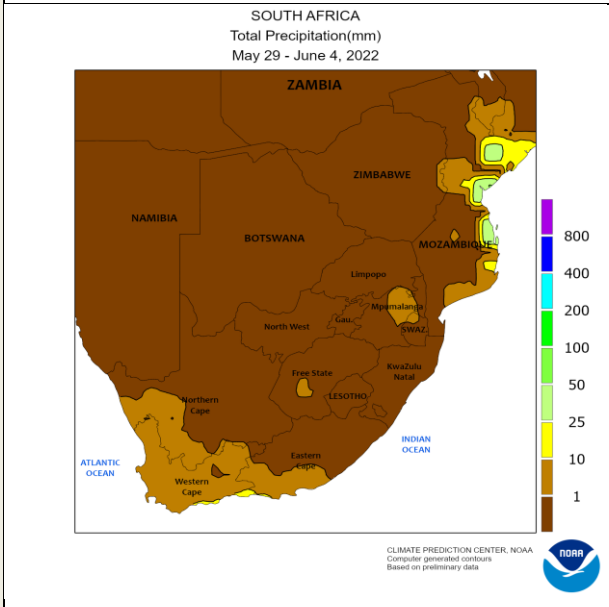 SOUTH AFRICA
Total Precipitation(mm)
May 29 - June 4, 2022
ZAMBIA
ZIMBABWE
NAMIBIA
BOTSWANA
MOZAMBIQUE
Limpopo
Mpumalanga
North West
Gau.
SWAZ.
Free State
KwaZulu
Natal
LESOTHO
Northern
Cape
Eastern
Cape
Western
Cape
ATLANTIC
OCEAN
INDIAN
OCEAN
800
400
200
100
50
25
10
1
CLIMATE PREDICTION CENTER, NOAA
Computer generated contours
Based on preliminary data
NOAA